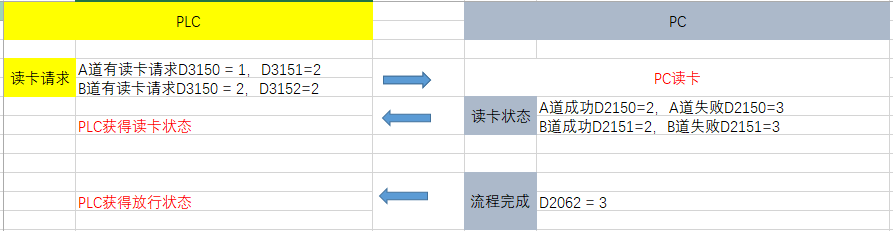 PLC
PC
读卡请求
A道有读卡请求D3150 = 1，D3151=2
B道有读卡请求D3150 = 2，D3152=2
PC读卡
读卡状态
A道成功D2150=2，A道失败D2150=3
B道成功D2151=2，B道失败D2151=3
PLC获得读卡状态
PLC获得放行状态
流程完成
D2062 = 3